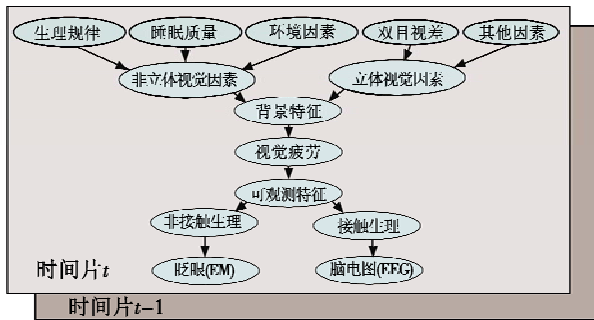 生理规律 睡眠质量 环境因素 双目视差 其他因素
非立体视觉因素 立体视觉因素
背景特征
视觉疲劳
可观测特征
非接触生理 接触生理
眨眼(EM) 脑电图(EEG)
时间片t
时间片t-1